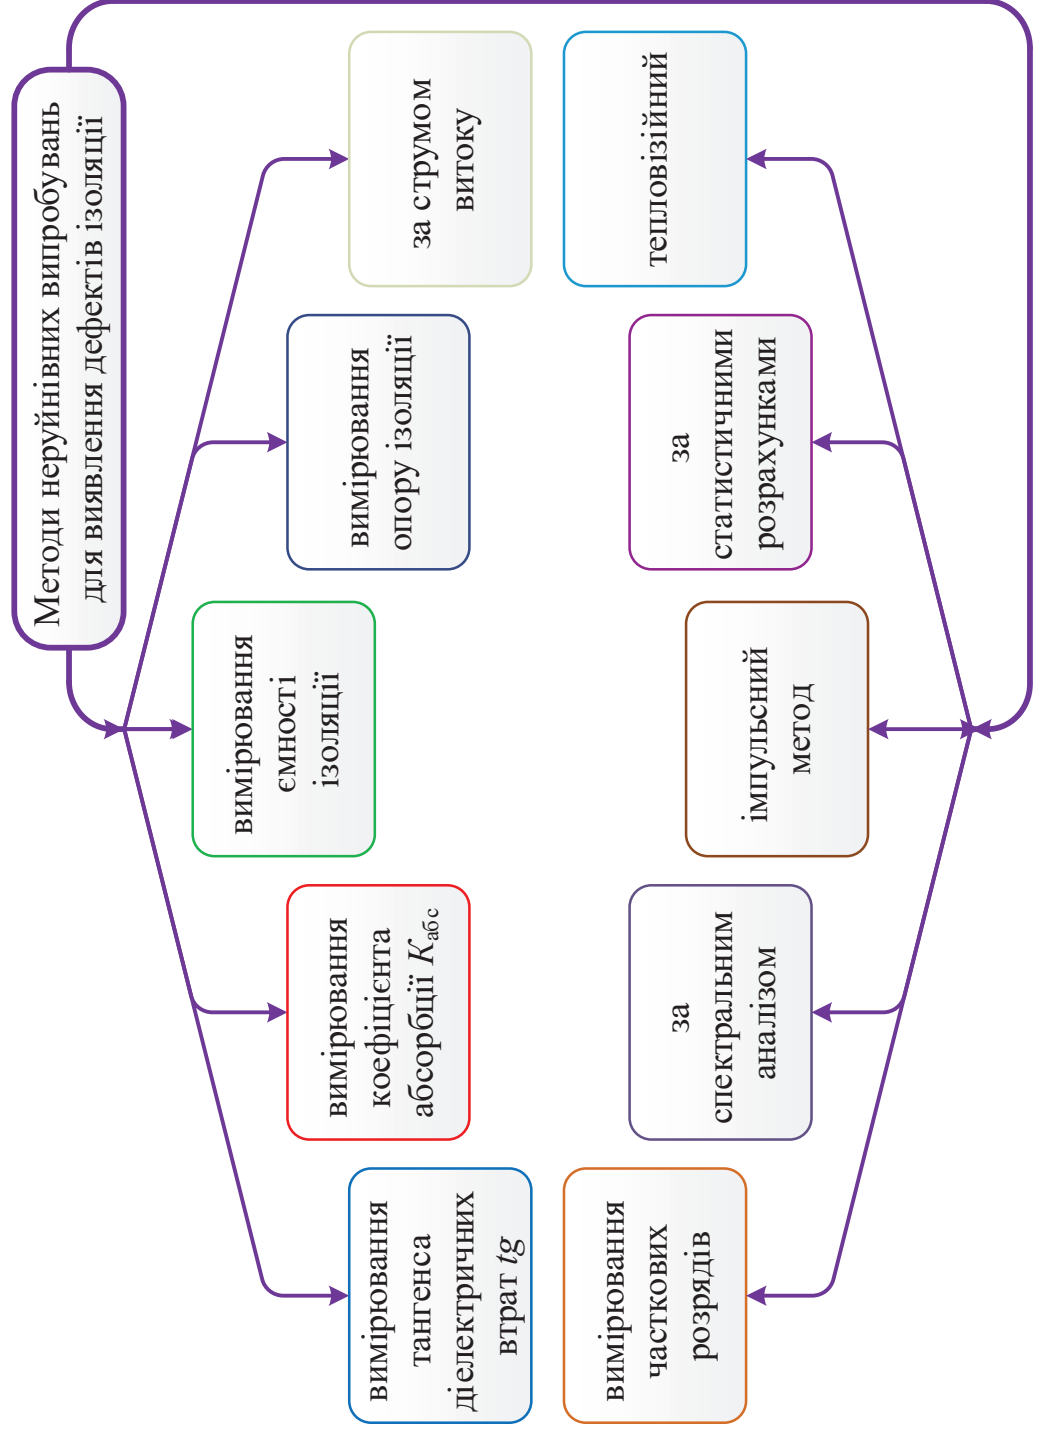 Методи неруйнівних випробувань
для виявлення дефектів ізоляції
вимірювання
тангенса
діелектричних
втрат tg
вимірювання
коефіцієнта
абсорбції Kабс
вимірювання
ємності
ізоляції
вимірювання
опору ізоляції
за струмом
витоку
вимірювання
часткових
розрядів
за
спектральним
аналізом
імпульсний
метод
за
статистичними
розрахунками
тепловізійний